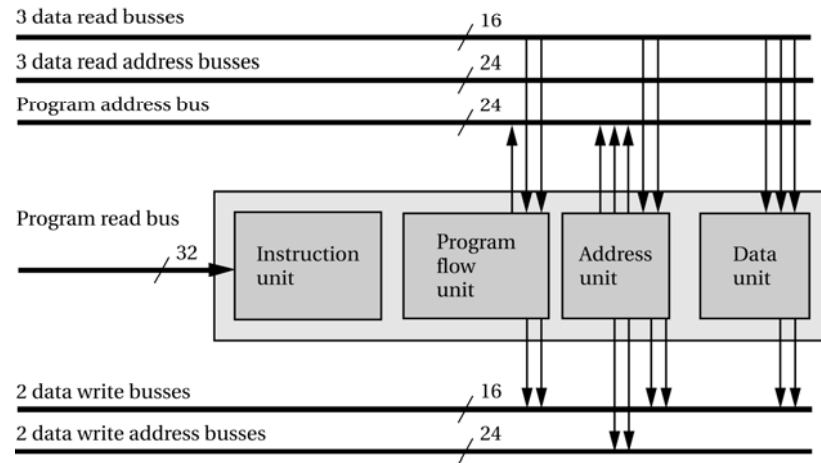 3 data read busses
16
3 data read address busses
24
Program address bus
24
Program read bus
32
Instruction
unit
Program
flow
unit
Address
unit
Data
unit
2 data write busses
16
2 data write address busses
24